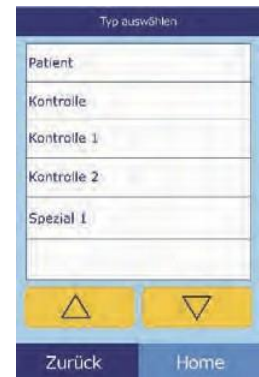 Typ auswählen
Patient
Kontrolle
Kontrolle 1
Kontrolle 2
Spezial 1
Zurück Home